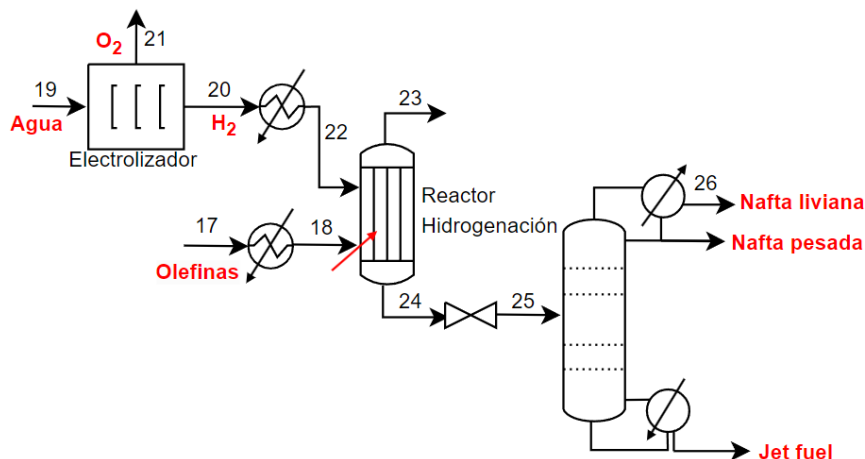 O2
21
19
20
23
Agua
H2
22
Electrolizador
Reactor
Hidrogenación
26
Nafta liviana
Nafta pesada
17
18
Olefinas
24
25
Jet fuel